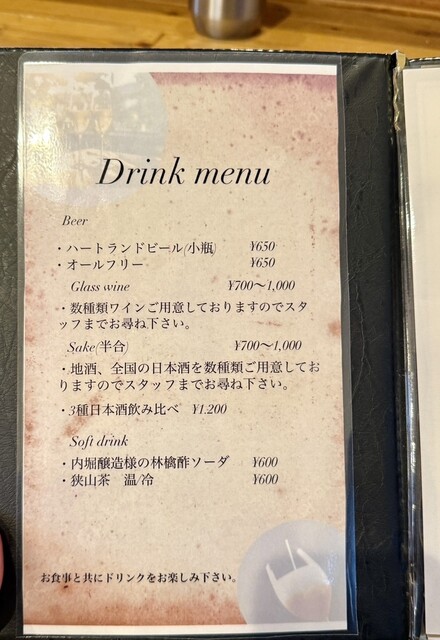 Drink menu
Beer
・ハートランドビール(小瓶) ¥650
・オールフリー ¥650
Glass wine ¥700〜1,000
・数種類ワインご用意しておりますのでスタ
ッフまでお尋ね下さい。
Sake(半合) ¥700〜1,000
・地酒、全国の日本酒を数種類ご用意してお
りますのでスタッフまでお尋ね下さい。
・3種日本酒飲み比べ ¥1.200
Soft drink
・内堀醸造様の林檎酢ソーダ ¥600
・狭山茶　温/冷 ¥600
お食事と共にドリンクをお楽しみ下さい。